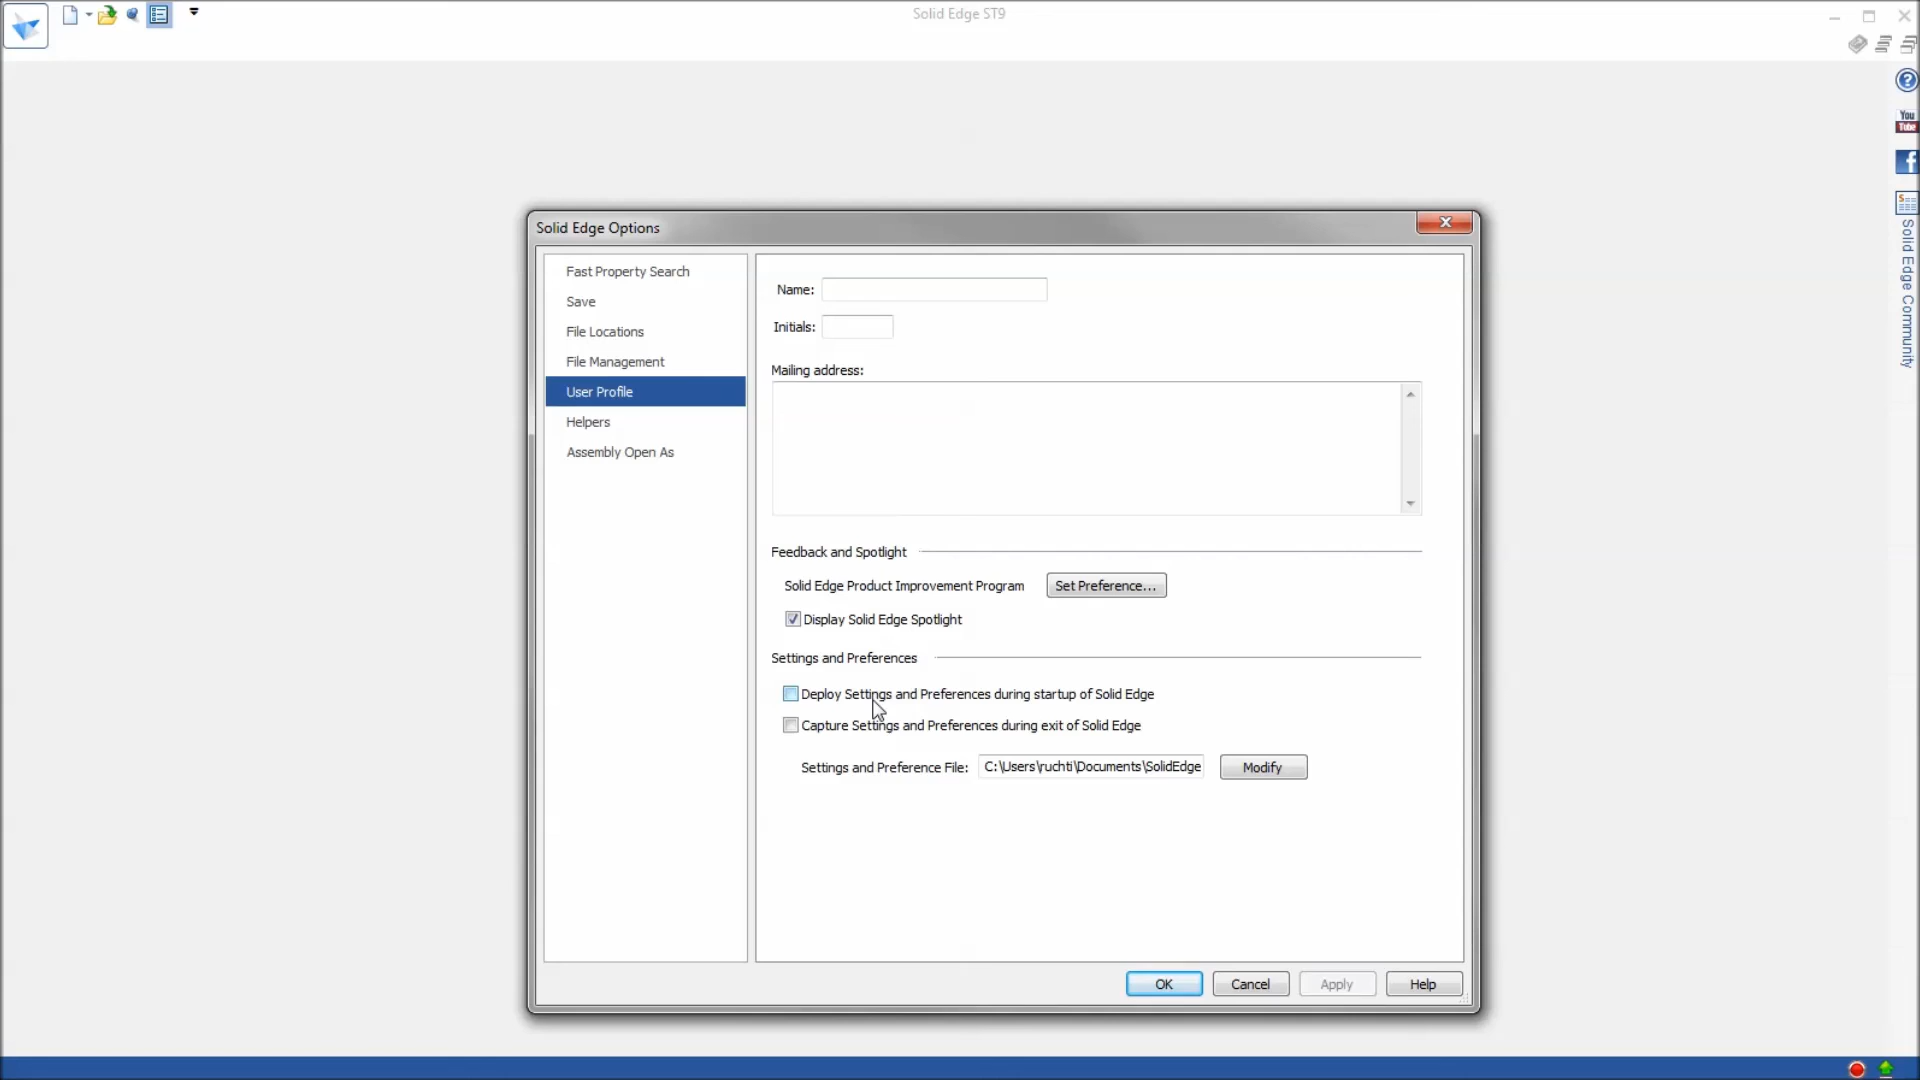 Solid Edge ST9
You
Tube
Solid Edge Community
Solid Edge Options
Fast Property Search
Save
File Locations
File Management
User Profile
Helpers
Assembly Open As
Name:
Initials:
Mailing address:
Feedback and Spotlight
Solid Edge Product Improvement Program
Set Preference...
Display Solid Edge Spotlight
Settings and Preferences
Deploy Settings and Preferences during startup of Solid Edge
Capture Settings and Preferences during exit of Solid Edge
Settings and Preference File: C:\Users\ruchti\Documents\SolidEdge Modify
OK Cancel Apply Help